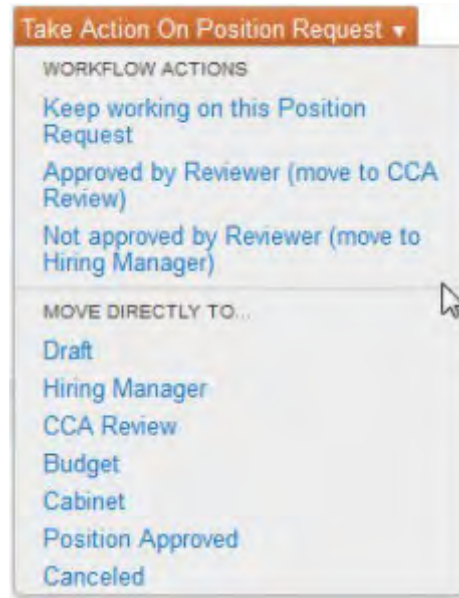 Take Action On Position Request ▼
WORKFLOW ACTIONS
Keep working on this Position
Request
Approved by Reviewer (move to CCA
Review)
Not approved by Reviewer (move to
Hiring Manager)
MOVE DIRECTLY TO...
Draft
Hiring Manager
CCA Review
Budget
Cabinet
Position Approved
Canceled